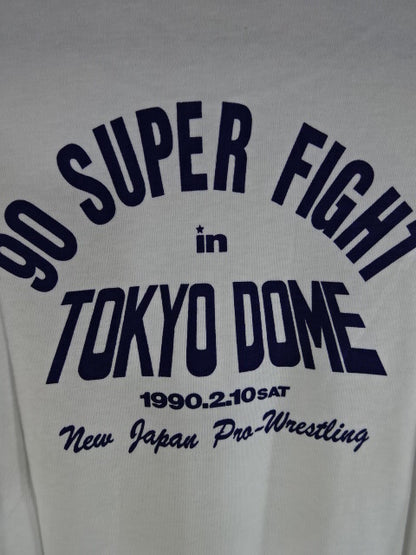 90 SUPER FIGHT
in
TOKYO DOME
1990.2.10 SAT
New Japan Pro-Wrestling